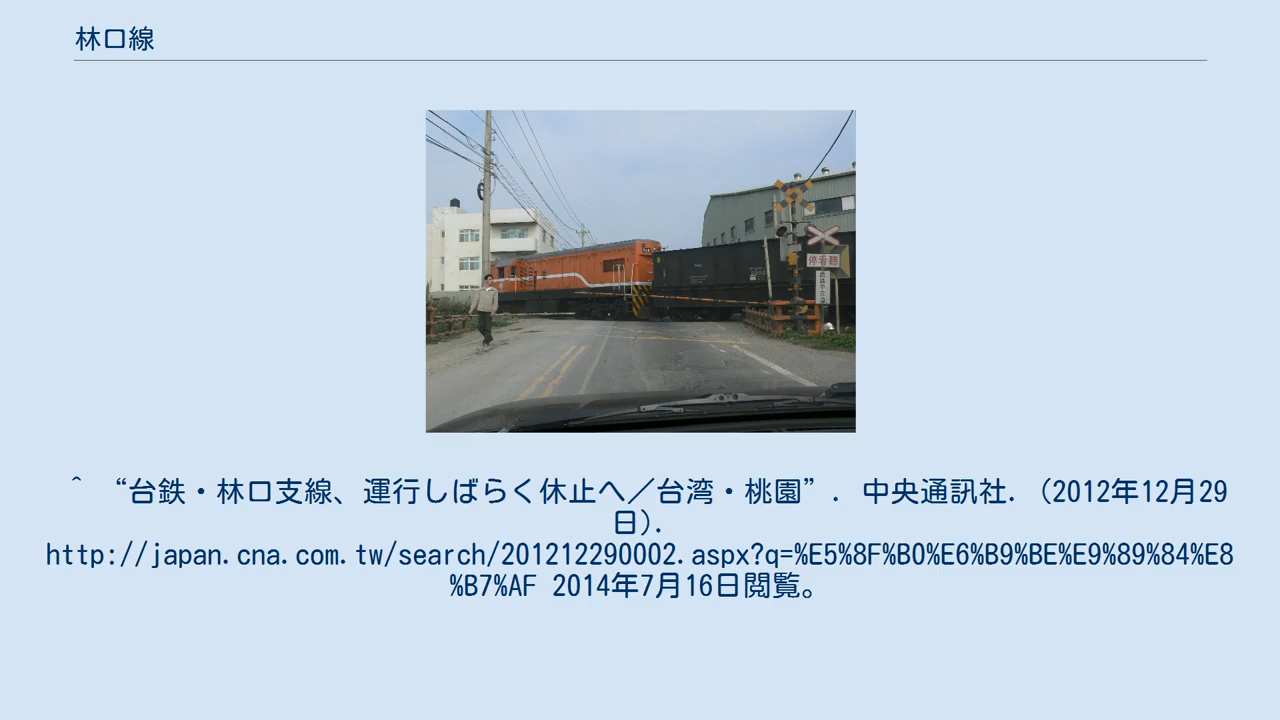 林口線
停看聽
^ “台鉄・林口支線、運行しばらく休止へ／台湾・桃園”. 中央通訊社. (2012年12月29
日).
http://japan.cna.com.tw/search/201212290002.aspx?q=%E5%8F%B0%E6%B9%BE%E9%89%84%E8
%B7%AF 2014年7月16日閲覧。